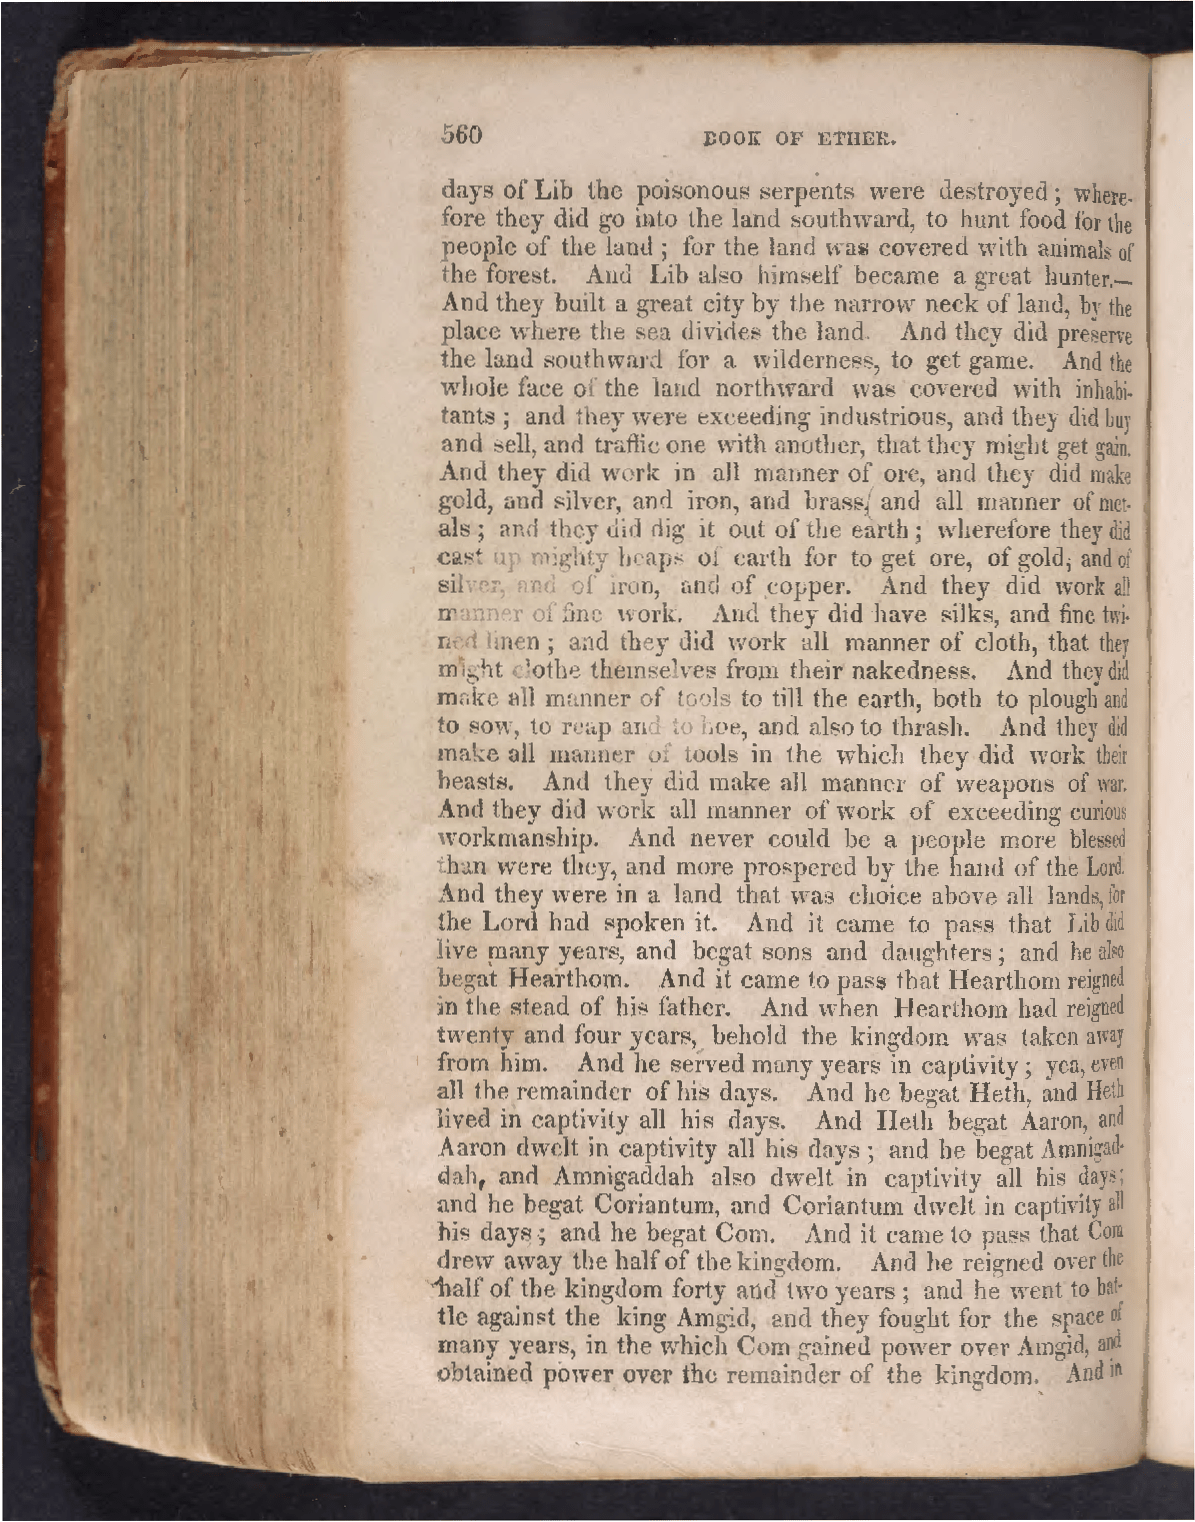 560 BOOK OF ETHER.
days of Lib the poisonous serpents were destroyed; where-
fore they did go into the land southward, to hunt food for the
people of the land; for the land was covered with animals of
the forest. And Lib also himself became a great hunter.—
And they built a great city by the narrow neck of land, by the
place where the sea divides the land. And they did preserve
the land southward for a wilderness, to get game. And the
whole face of the land northward was covered with inhabi-
tants; and they were exceeding industrious, and they did buy
and sell, and traffic one with another, that they might get gain.
And they did work in all manner of ore, and they did make
gold, and silver, and iron, and brass, and all manner of met-
als; and they did dig it out of the earth; wherefore they did
cast up mighty heaps of earth for to get ore, of gold, and of
silver, and of iron, and of copper. And they did work all
manner of fine work. And they did have silks, and fine twi-
ned linen; and they did work all manner of cloth, that they
might clothe themselves from their nakedness. And they did
make all manner of tools to till the earth, both to plough and
to sow, to reap and to hoe, and also to thrash. And they did
make all manner of tools in the which they did work their
beasts. And they did make all manner of weapons of war.
And they did work all manner of work of exceeding curious
workmanship. And never could be a people more blessed
than were they, and more prospered by the hand of the Lord.
And they were in a land that was choice above all lands, for
the Lord had spoken it. And it came to pass that Lib did
live many years, and begat sons and daughters; and he also
begat Hearthom. And it came to pass that Hearthom reigned
in the stead of his father. And when Hearthom had reigned
twenty and four years, behold the kingdom was taken away
from him. And he served many years in captivity; yea, even
all the remainder of his days. And he begat Heth, and Heth
lived in captivity all his days. And Heth begat Aaron, and
Aaron dwelt in captivity all his days; and he begat Amnigad-
dah, and Amnigaddah also dwelt in captivity all his days;
and he begat Coriantum, and Coriantum dwelt in captivity all
his days; and he begat Com. And it came to pass that Com
drew away the half of the kingdom. And he reigned over the
half of the kingdom forty and two years; and he went to bat-
tle against the king Amgid, and they fought for the space of
many years, in the which Com gained power over Amgid, and
obtained power over the remainder of the kingdom. And in